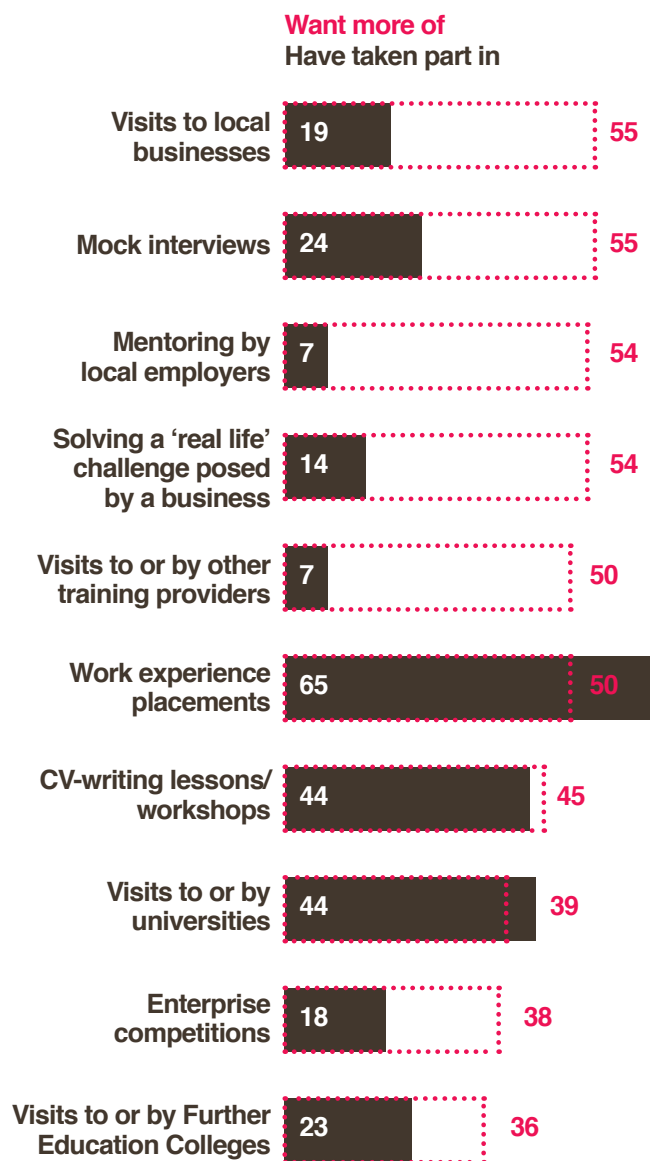 Want more of
Have taken part in
Visits to local
businesses
19
55
Mock interviews
24
55
Mentoring by
local employers
7
54
Solving a ‘real life’
challenge posed
by a business
14
54
Visits to or by other
training providers
7
50
Work experience
placements
65
50
CV-writing lessons/
workshops
44
45
Visits to or by
universities
44
39
Enterprise
competitions
18
38
Visits to or by Further
Education Colleges
23
36